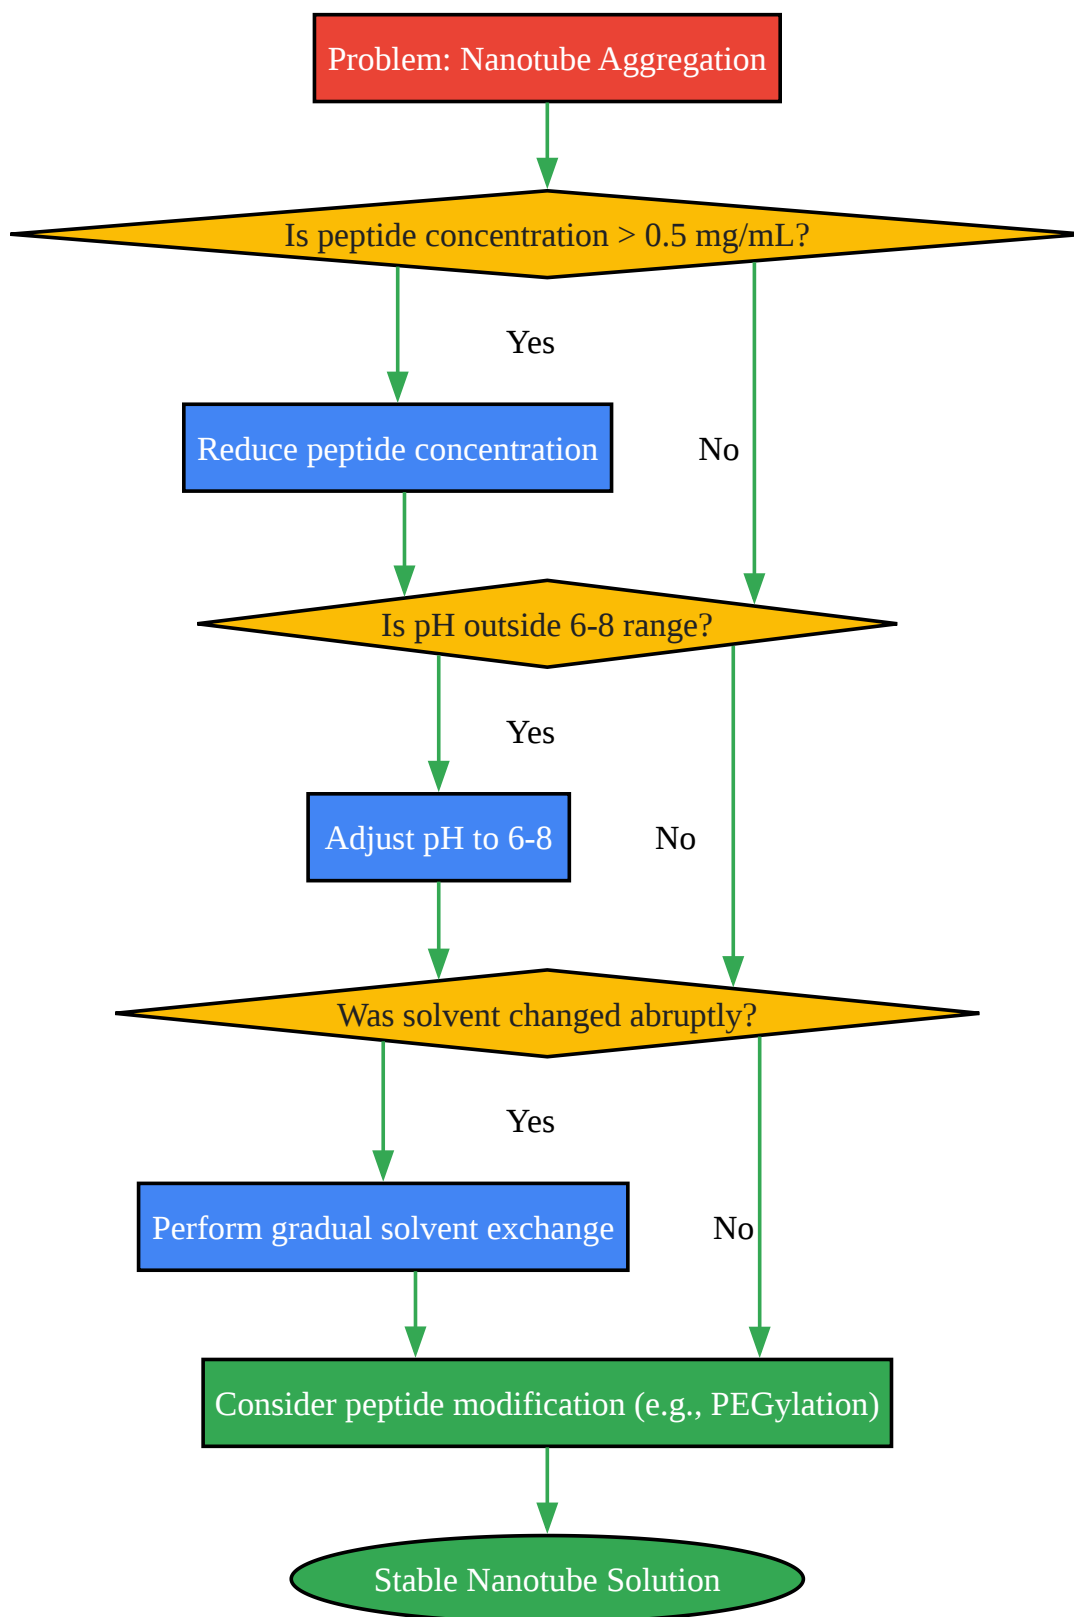 Problem: Nanotube Aggregation
Is peptide concentration > 0.5 mg/mL?
Yes
Reduce peptide concentration
No
Is pH outside 6-8 range?
Yes
Adjust pH to 6-8
No
Was solvent changed abruptly?
Yes
Perform gradual solvent exchange
No
Consider peptide modification (e.g., PEGylation)
Stable Nanotube Solution